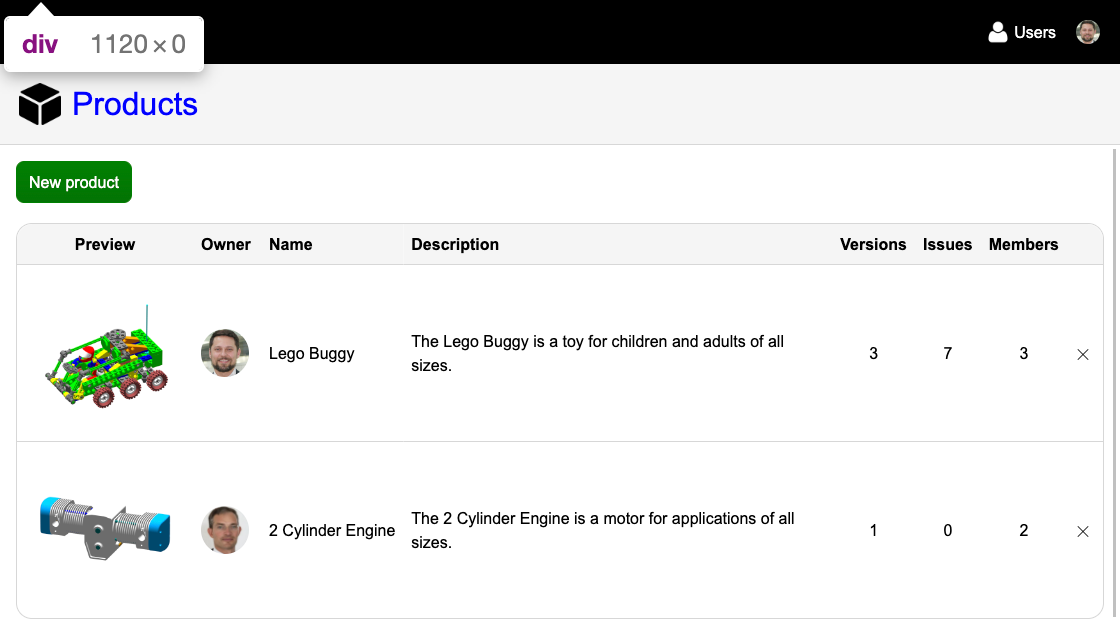 div 1120 × 0
Users
Products
New product
Preview Owner Name Description Versions Issues Members
Lego Buggy
The Lego Buggy is a toy for children and adults of all
sizes.
3 7 3
2 Cylinder Engine
The 2 Cylinder Engine is a motor for applications of all
sizes.
1 0 2